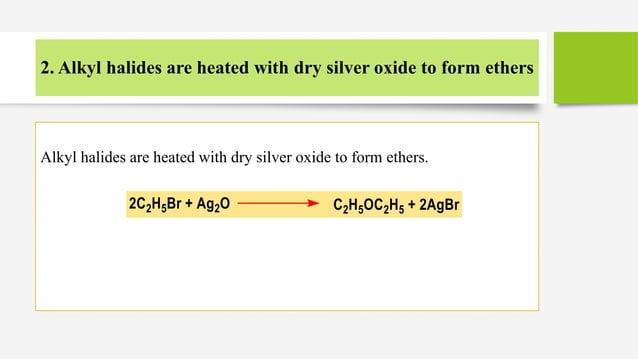 2. Alkyl halides are heated with dry silver oxide to form ethers
Alkyl halides are heated with dry silver oxide to form ethers.
2C₂H₅Br + Ag₂O ⟶ C₂H₅OC₂H₅ + 2AgBr